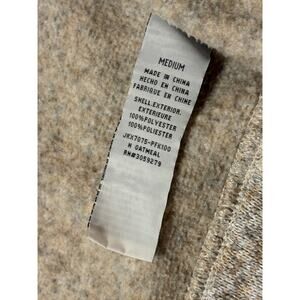 MEDIUM
MADE IN CHINA
HECHO EN CHINA
FABRIQUE EN CHINE
SHELL.EXTERIOR.
EXTERIEURE
100%POLYESTER
100%POLIESTER
JKX7075-PFK100
H OATMEAL
RN#3059279